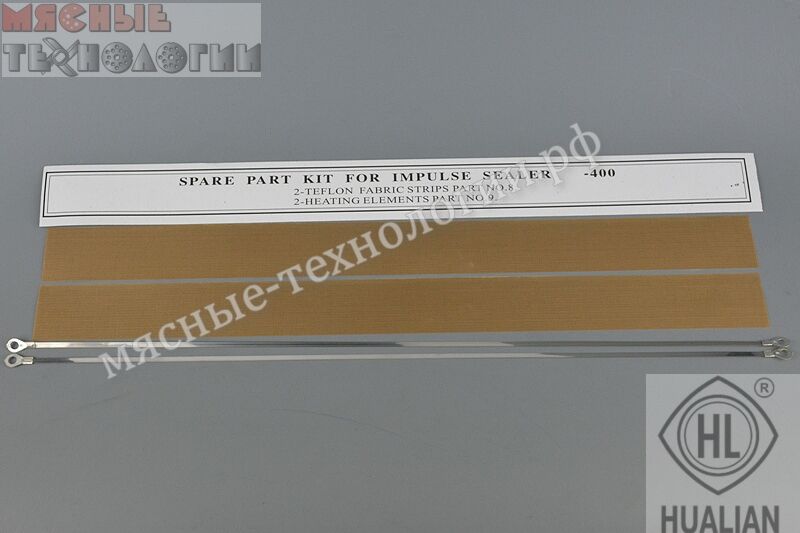 МЯСНЫЕ
ТЕХНОЛОГИИ
SPARE PART KIT FOR IMPULSE SEALER -400
2-TEFLON FABRIC STRIPS PART NO.8
2-HEATING ELEMENTS PART NO.9
мясные-технологии.рф
HL ®
HUALIAN